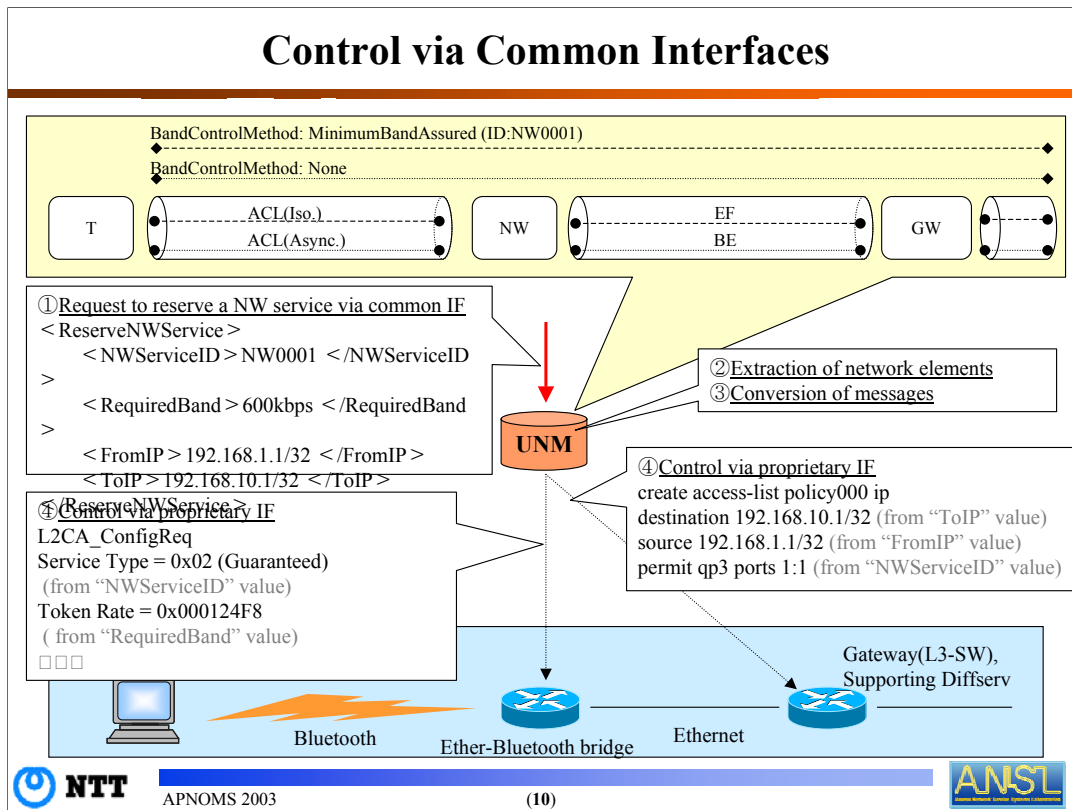 Control via Common Interfaces
BandControlMethod: MinimumBandAssured (ID:NW0001)
BandControlMethod: None
T
ACL(Iso.)
ACL(Async.)
NW
EF
BE
GW
①Request to reserve a NW service via common IF
<ReserveNWService>
<NWServiceID>NW0001 </NWServiceID
>
<RequiredBand>600kbps </RequiredBand
>
<FromIP>192.168.1.1/32 </FromIP>
<ToIP>192.168.10.1/32 </ToIP>
</ReserveNWService>
②Extraction of network elements
③Conversion of messages
UNM
④Control via proprietary IF
create access-list policy000 ip
destination 192.168.10.1/32 (from “ToIP” value)
source 192.168.1.1/32 (from “FromIP” value)
permit qp3 ports 1:1 (from “NWServiceID” value)
④Control via proprietary IF
L2CA_ConfigReq
Service Type = 0x02 (Guaranteed)
(from “NWServiceID” value)
Token Rate = 0x000124F8
( from “RequiredBand” value)
□□□
Gateway(L3-SW),
Supporting Diffserv
Bluetooth
Ether-Bluetooth bridge
Ethernet
NTT
APNOMS 2003
(10)
ANSL